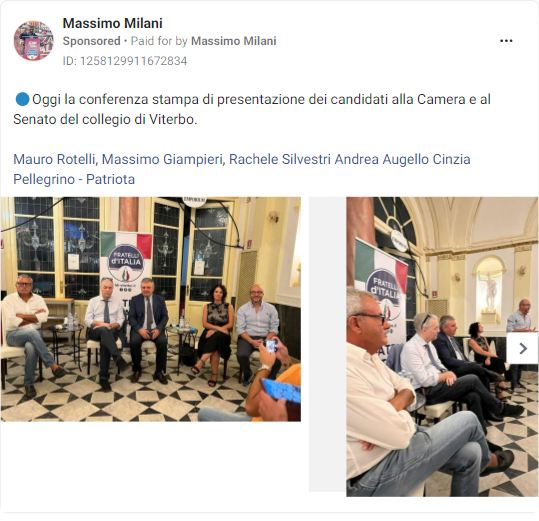 Massimo Milani
Sponsored • Paid for by Massimo Milani
ID: 1258129911672834
Oggi la conferenza stampa di presentazione dei candidati alla Camera e al
Senato del collegio di Viterbo.
Mauro Rotelli, Massimo Giampieri, Rachele Silvestri Andrea Augello Cinzia
Pellegrino - Patriota
EMPORIUM
FRATELLI
d'ITALIA